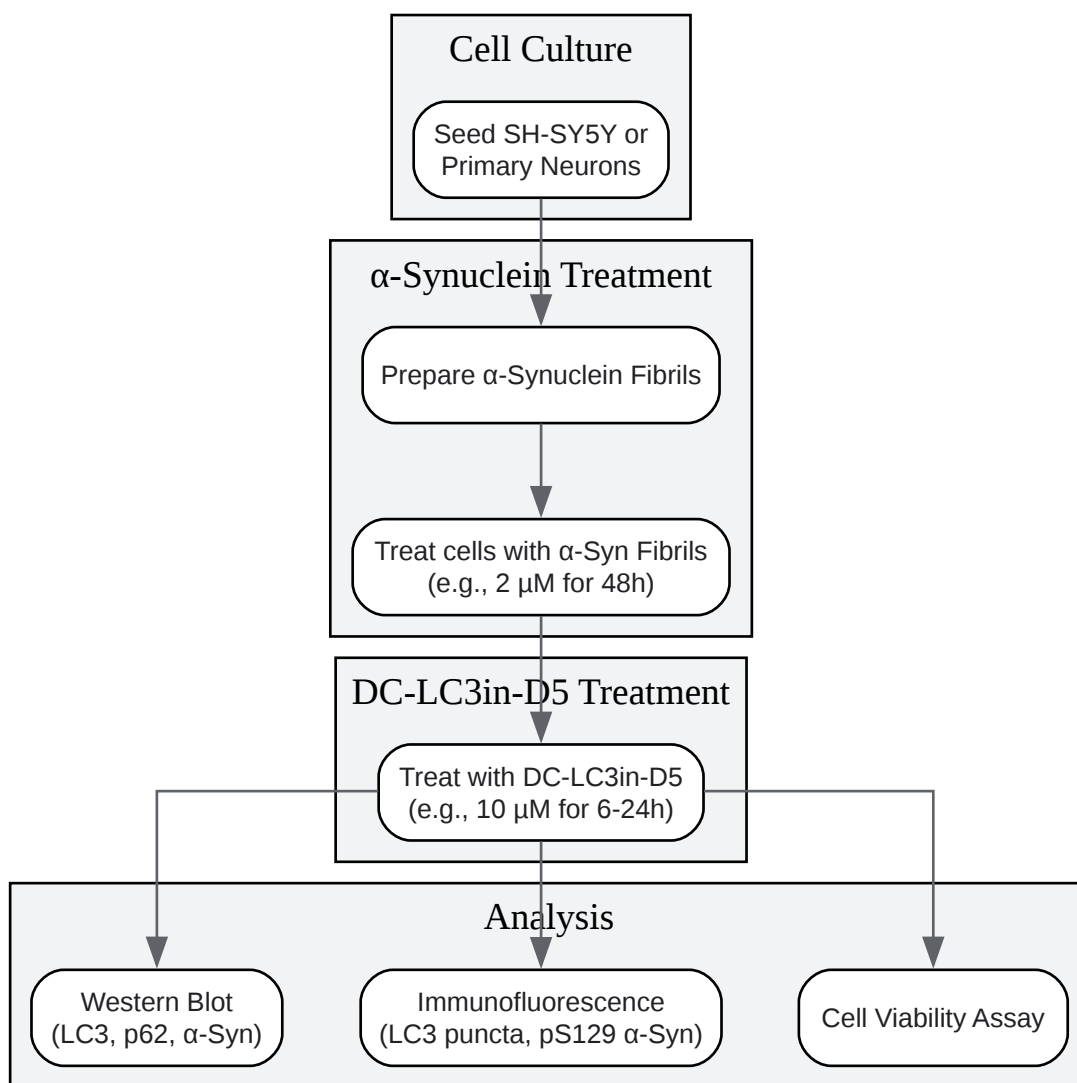 Cell Culture
Seed SH-SY5Y or
Primary Neurons
α-Synuclein Treatment
Prepare α-Synuclein Fibrils
Treat cells with α-Syn Fibrils
(e.g., 2 µM for 48h)
DC-LC3in-D5 Treatment
Treat with DC-LC3in-D5
(e.g., 10 µM for 6-24h)
Analysis
Western Blot
(LC3, p62, α-Syn)
Immunofluorescence
(LC3 puncta, pS129 α-Syn)
Cell Viability Assay